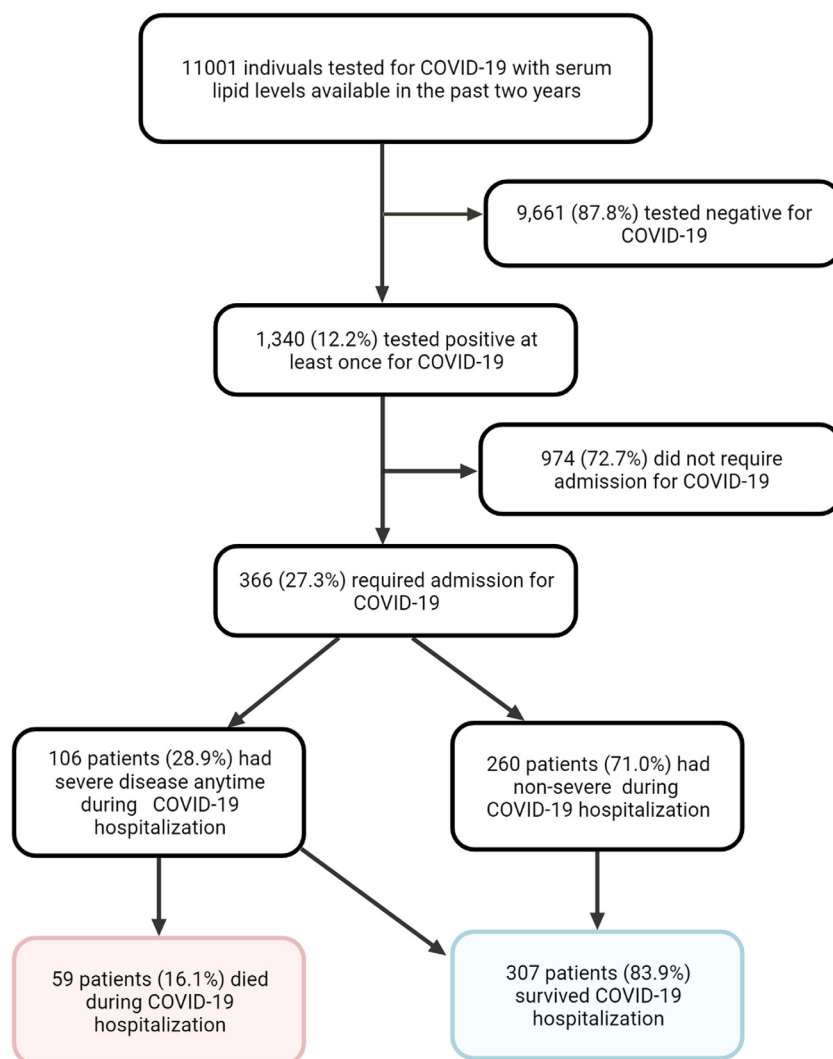 11001 indivuals tested for COVID-19 with serum
lipid levels available in the past two years
9,661 (87.8%) tested negative for
COVID-19
1,340 (12.2%) tested positive at
least once for COVID-19
974 (72.7%) did not require
admission for COVID-19
366 (27.3%) required admission for
COVID-19
106 patients (28.9%) had
severe disease anytime
during COVID-19
hospitalization
260 patients (71.0%) had
non-severe during
COVID-19 hospitalization
59 patients (16.1%) died
during COVID-19
hospitalization
307 patients (83.9%)
survived COVID-19
hospitalization